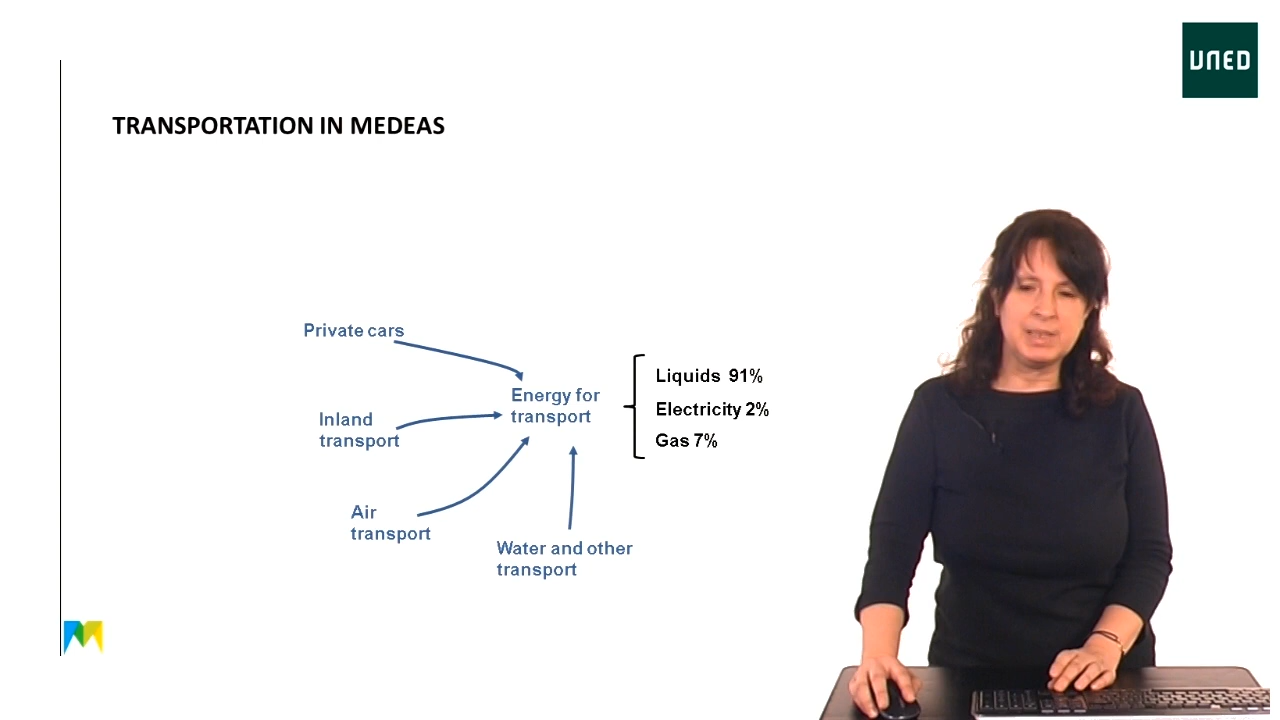 UNED
TRANSPORTATION IN MEDEAS
Private cars
Inland
transport
Air
transport
Water and other
transport
Energy for
transport
Liquids 91%
Electricity 2%
Gas 7%